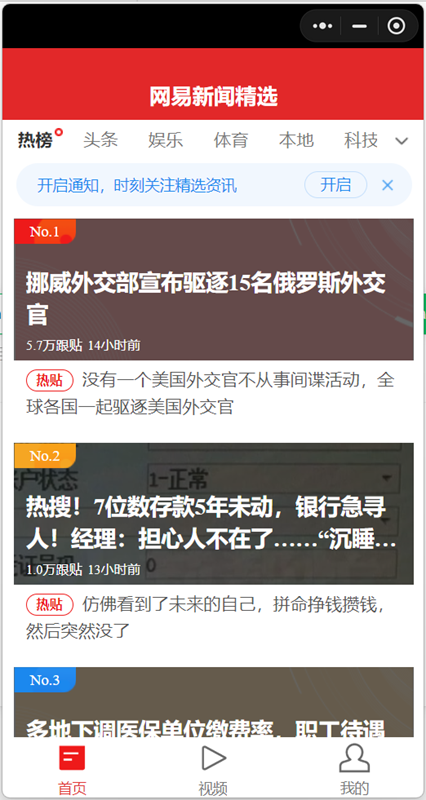 网易新闻精选
热榜 头条 娱乐 体育 本地 科技
开启通知，时刻关注精选资讯 开启
No.1
挪威外交部宣布驱逐15名俄罗斯外交
官
5.7万跟贴 14小时前
热贴 没有一个美国外交官不从事间谍活动，全
球各国一起驱逐美国外交官
No.2
账户状态 1-正常
热搜！7位数存款5年未动，银行急寻
人！经理：担心人不在了……“沉睡…
0
1.0万跟贴 13小时前
热贴 仿佛看到了未来的自己，拼命挣钱攒钱，
然后突然没了
No.3
多地下调医保单位缴费率，职工待遇
首页 视频 我的